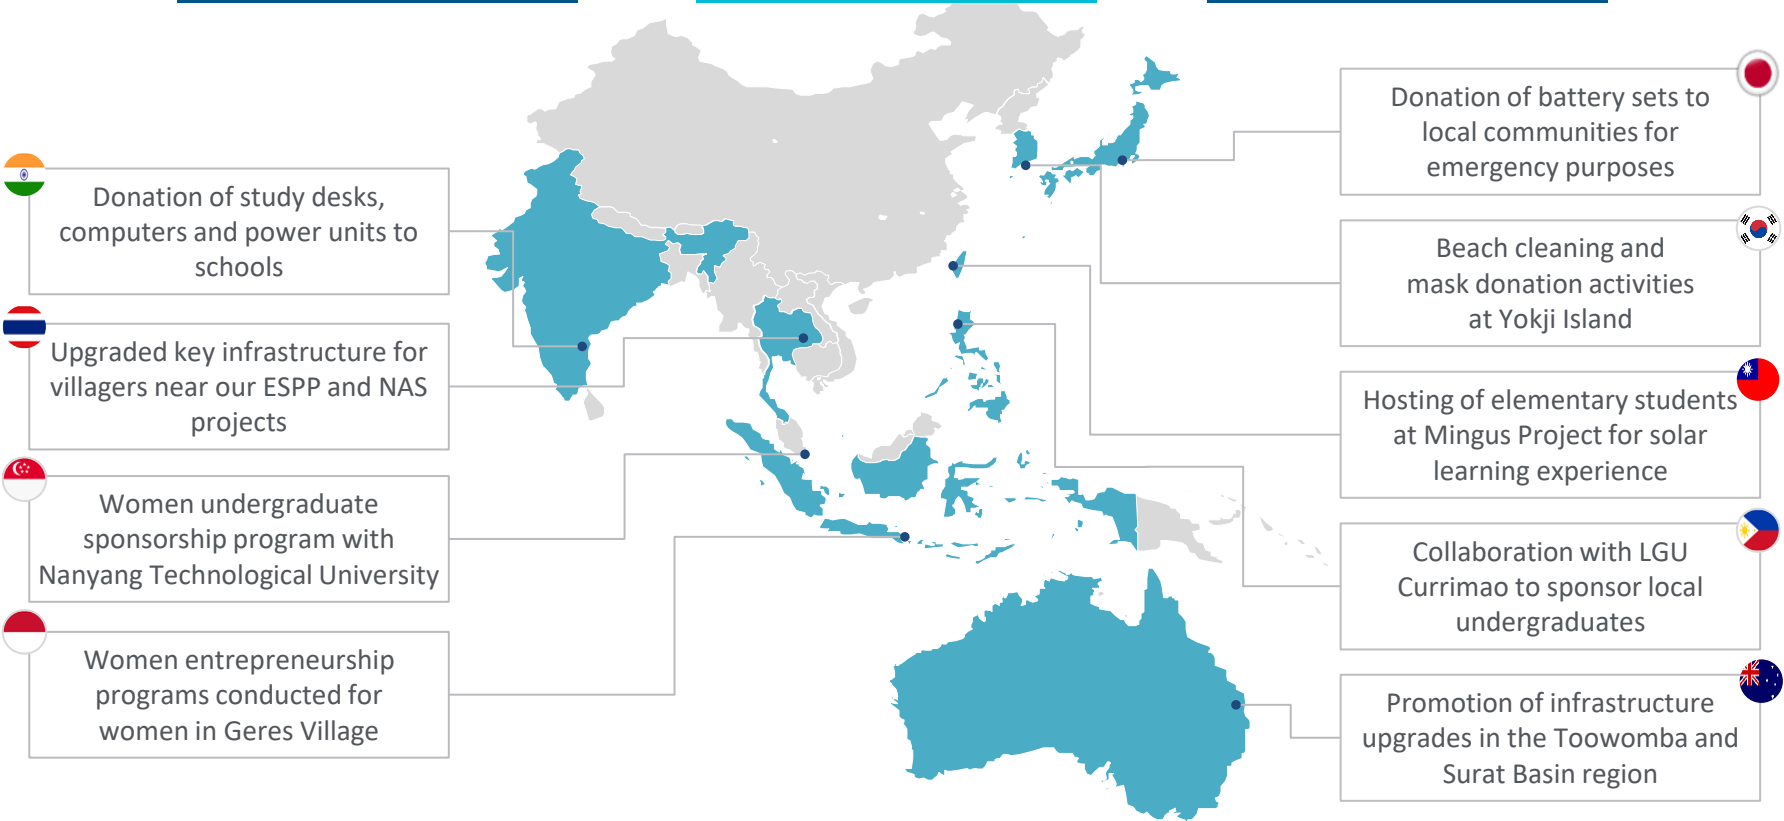 Donation of study desks,
computers and power units to
schools
Upgraded key infrastructure for
villagers near our ESPP and NAS
projects
Women undergraduate
sponsorship program with
Nanyang Technological University
Women entrepreneurship
programs conducted for
women in Geres Village
Donation of battery sets to
local communities for
emergency purposes
Beach cleaning and
mask donation activities
at Yokji Island
Hosting of elementary students
at Mingus Project for solar
learning experience
Collaboration with LGU
Currimao to sponsor local
undergraduates
Promotion of infrastructure
upgrades in the Toowomba and
Surat Basin region